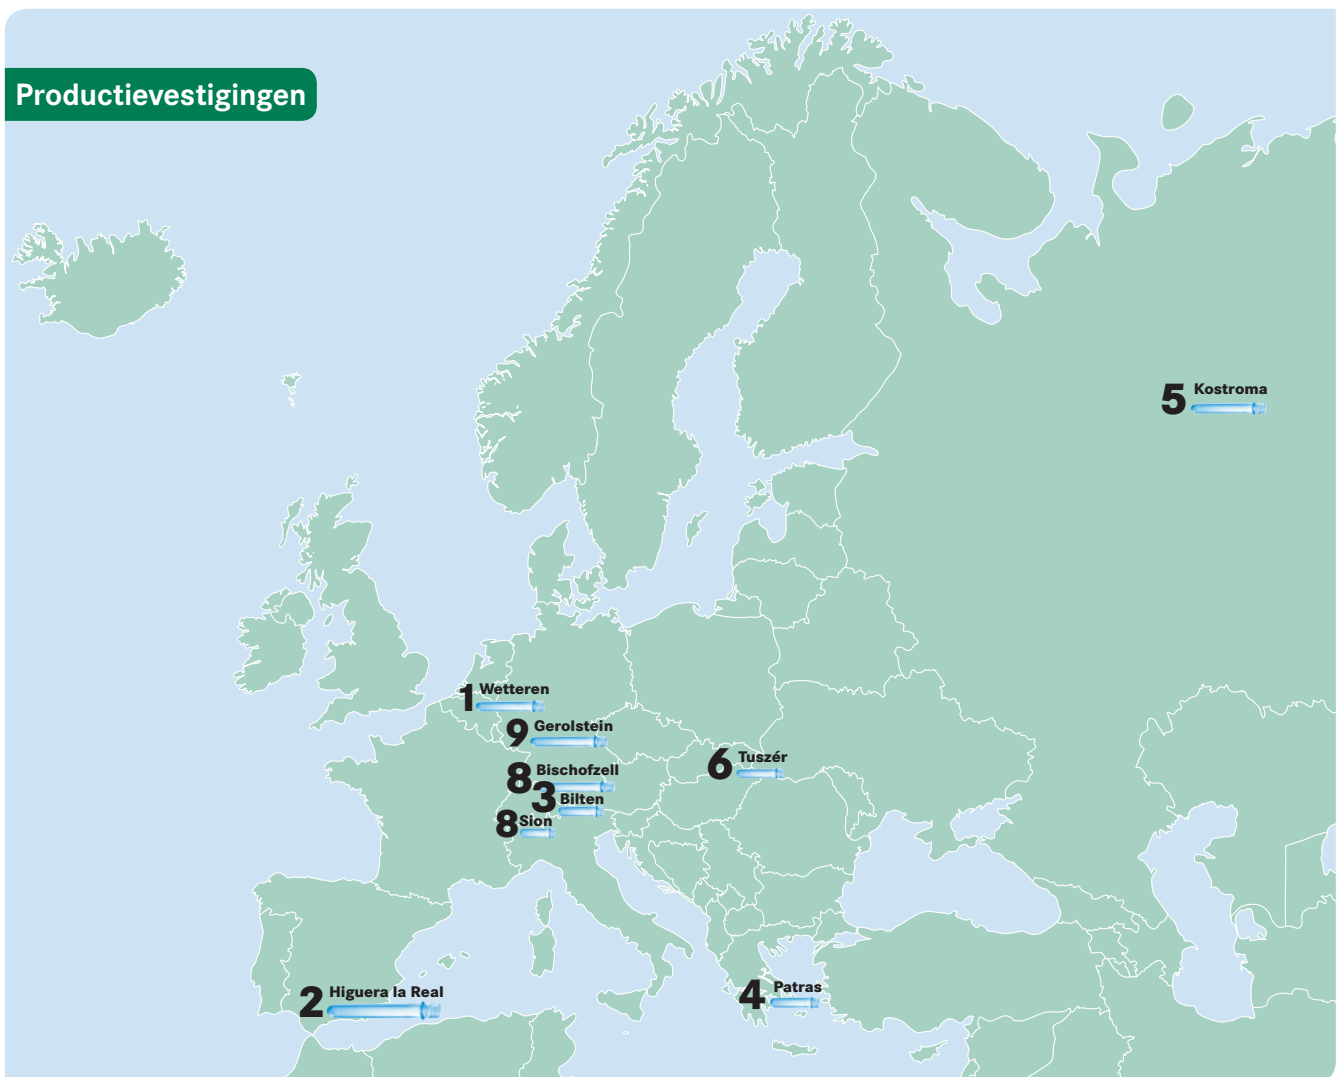 Productievestigingen
5 Kostroma
1 Wetteren
9 Gerolstein
6 Tuszér
8 Bischofzell
3 Bilten
8 Sion
4 Patras
2 Higuera la Real